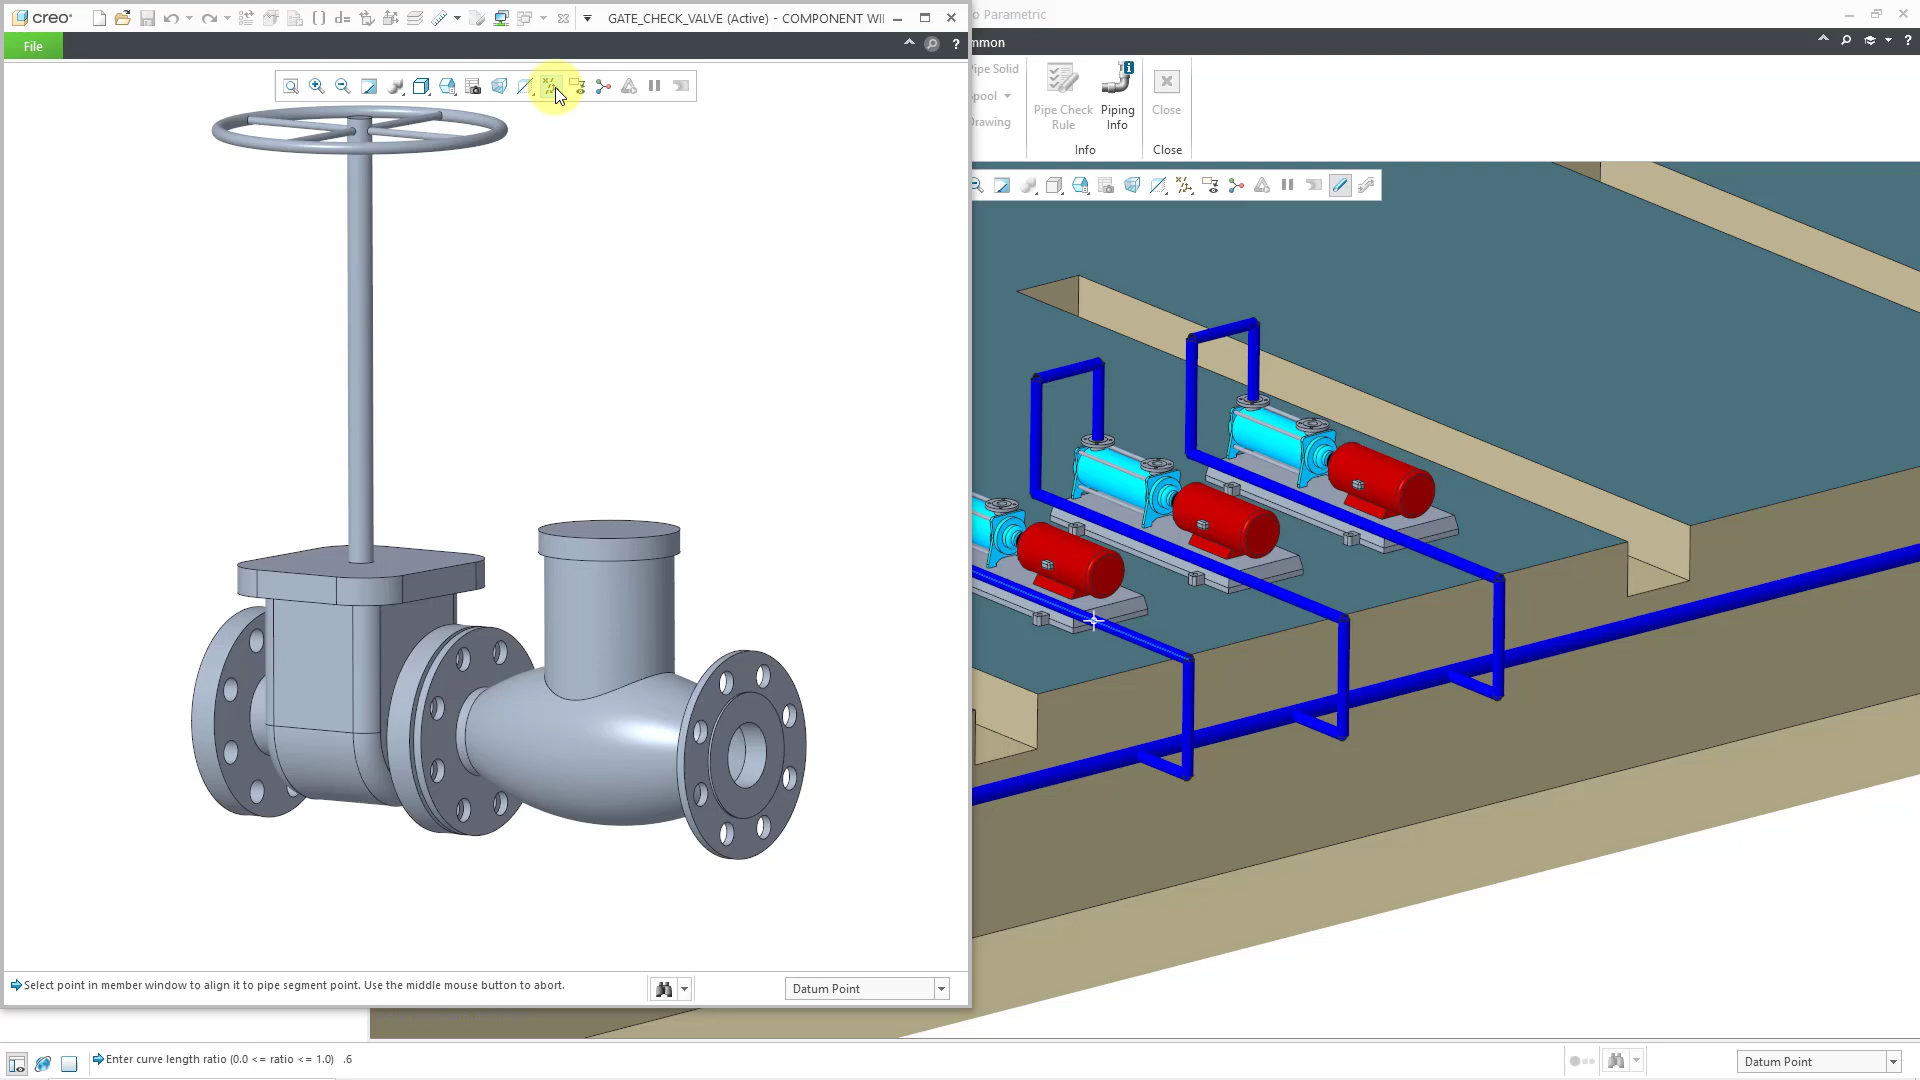 creo
GATE_CHECK_VALVE (Active) - COMPONENT WI
o Parametric
File
mmon
?
?
Pipe Solid
pool
Drawing
Pipe Check
Rule
Piping
Info
Close
Info
Close
Select point in member window to align it to pipe segment point. Use the middle mouse button to abort.
Datum Point
Enter curve length ratio (0.0 <= ratio <= 1.0) .6
Datum Point